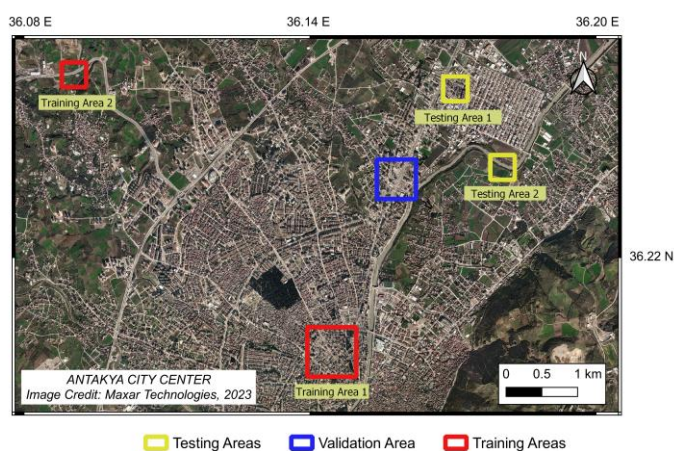 36.08 E
36.14 E
36.20 E
Training Area 2
Testing Area 1
Testing Area 2
36.22 N
ANTAKYA CITY CENTER
Image Credit: Maxar Technologies, 2023
Training Area 1
0 0.5 1 km
Testing Areas
Validation Area
Training Areas